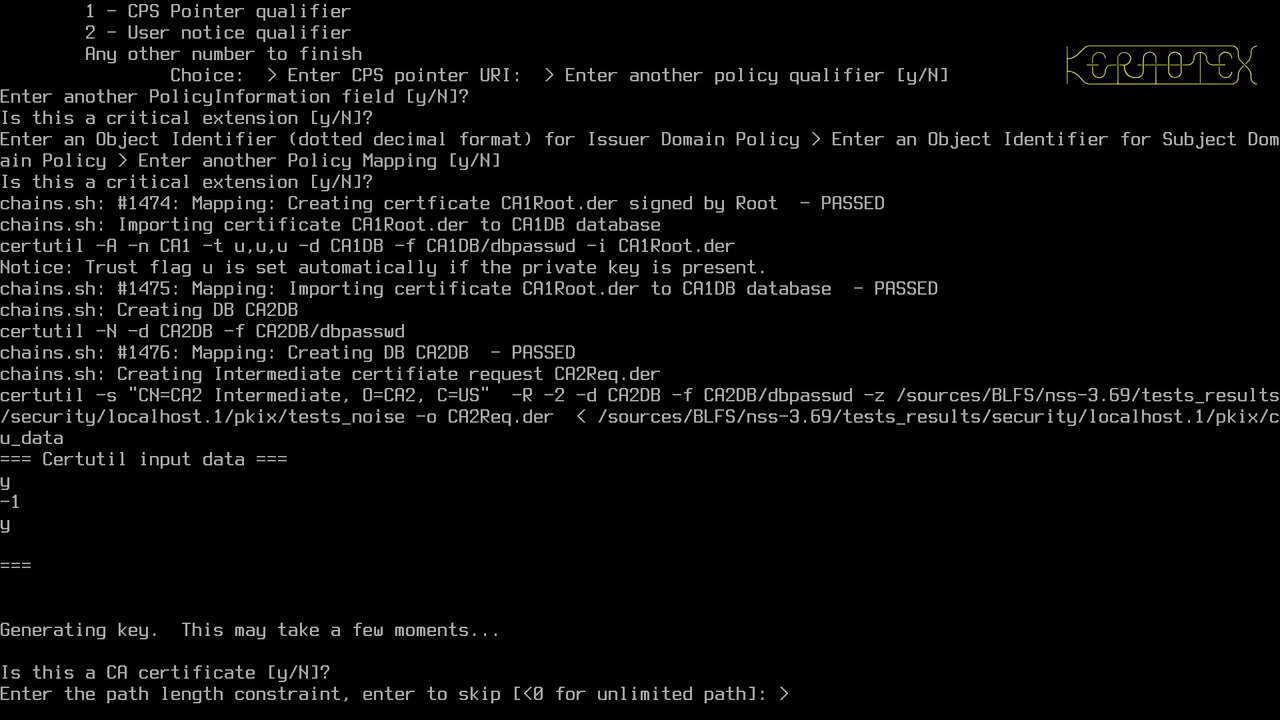 1 - CPS Pointer qualifier
2 - User notice qualifier
Any other number to finish
Choice:  > Enter CPS pointer URI:  > Enter another policy qualifier [y/N]
KERAOTEX
Enter another PolicyInformation field [y/N]?
Is this a critical extension [y/N]?
Enter an Object Identifier (dotted decimal format) for Issuer Domain Policy > Enter an Object Identifier for Subject Dom
ain Policy > Enter another Policy Mapping [y/N]
Is this a critical extension [y/N]?
chains.sh: #1474: Mapping: Creating certficate CA1Root.der signed by Root  - PASSED
chains.sh: Importing certificate CA1Root.der to CA1DB database
certutil -A -n CA1 -t u,u,u -d CA1DB -f CA1DB/dbpasswd -i CA1Root.der
Notice: Trust flag u is set automatically if the private key is present.
chains.sh: #1475: Mapping: Importing certificate CA1Root.der to CA1DB database  - PASSED
chains.sh: Creating DB CA2DB
certutil -N -d CA2DB -f CA2DB/dbpasswd
chains.sh: #1476: Mapping: Creating DB CA2DB  - PASSED
chains.sh: Creating Intermediate certifiate request CA2Req.der
certutil -s "CN=CA2 Intermediate, O=CA2, C=US"  -R -2 -d CA2DB -f CA2DB/dbpasswd -z /sources/BLFS/nss-3.69/tests_results
/security/localhost.1/pkix/tests_noise -o CA2Req.der  < /sources/BLFS/nss-3.69/tests_results/security/localhost.1/pkix/c
u_data
=== Certutil input data ===
y
-1
y
===
Generating key.  This may take a few moments...
Is this a CA certificate [y/N]?
Enter the path length constraint, enter to skip [<0 for unlimited path]: >